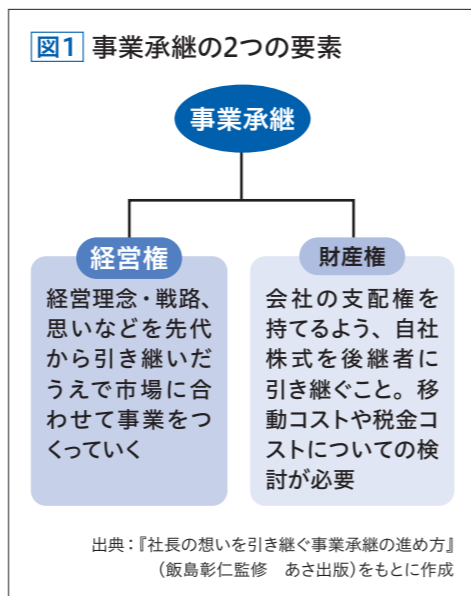 図1 事業承継の2つの要素
事業承継
経営権
経営理念・戦路、
思いなどを先代
から引き継いだ
うえで市場に合
わせて事業をつ
くっていく
財産権
会社の支配権を
持てるよう、自社
株式を後継者に
引き継ぐこと。移
動コストや税金コ
ストについての検
討が必要
出典：『社長の想いを引き継ぐ事業承継の進め方』
（飯島彰仁監修　あさ出版）をもとに作成